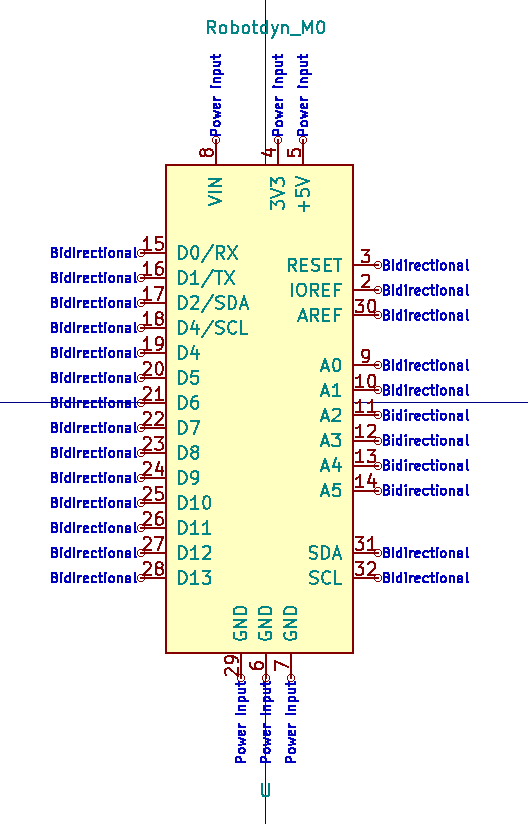 Robotdyn_M0
Power Input Power Input Power Input
8 4 5
VIN 3V3 +5V
Bidirectional 15 D0/RX
RESET 3 Bidirectional
Bidirectional 16 D1/TX
IOREF 2 Bidirectional
Bidirectional 17 D2/SDA
AREF 30 Bidirectional
Bidirectional 18 D4/SCL
Bidirectional 19 D4
A0 9 Bidirectional
Bidirectional 20 D5
A1 10 Bidirectional
Bidirectional 21 D6
A2 11 Bidirectional
Bidirectional 22 D7
A3 12 Bidirectional
Bidirectional 23 D8
A4 13 Bidirectional
Bidirectional 24 D9
A5 14 Bidirectional
Bidirectional 25 D10
Bidirectional 26 D11
Bidirectional 27 D12
SDA 31 Bidirectional
Bidirectional 28 D13
SCL 32 Bidirectional
GND GND GND
29 6 7
Power Input Power Input Power Input
U